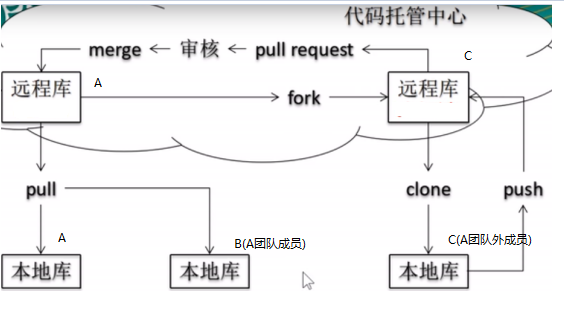 代码托管中心
merge
审核
pull request
C
远程库
A
fork
远程库
pull
clone
push
A
B(A团队成员)
C(A团队外成员)
本地库
本地库
本地库